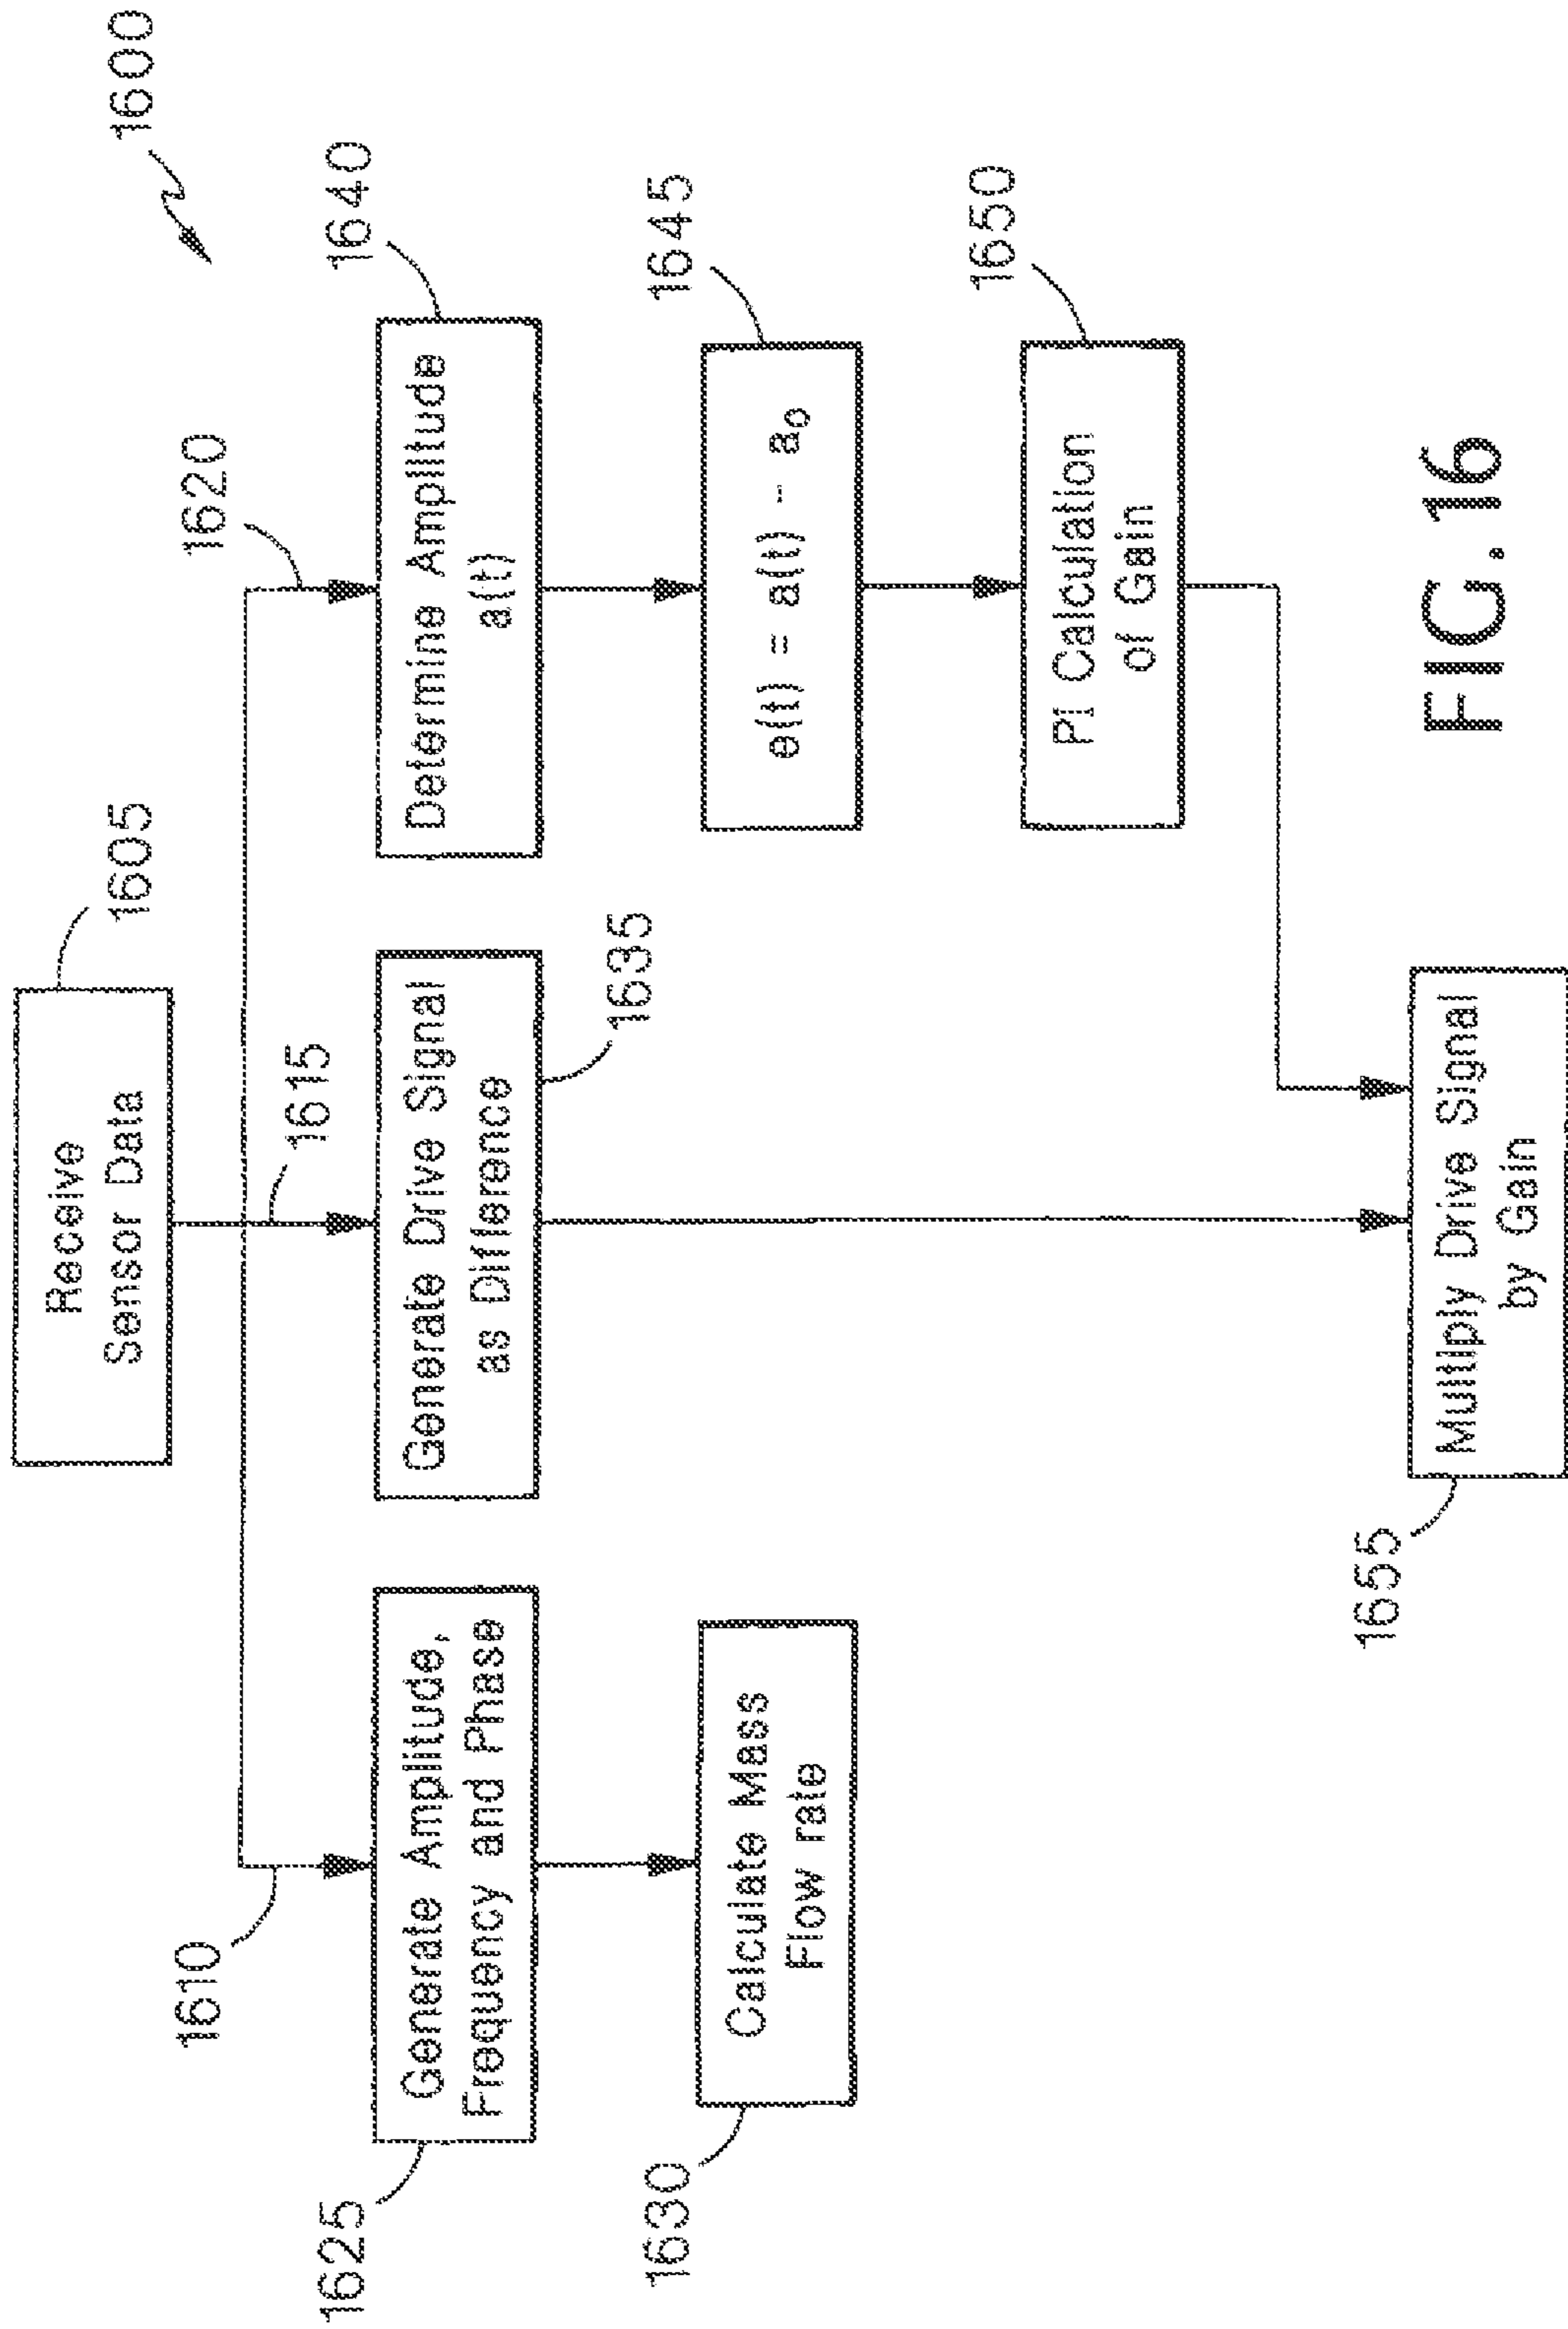 1600
Receive
Sensor Data
1605
1610
1615
1620
Generate Amplitude,
Frequency and Phase
1625
Generate Drive Signal
as Difference
1635
Determine Amplitude
a(t)
1640
Calculate Mass
Flow rate
1630
e(t) = a(t) - a₀
1645
PI Calculation
of Gain
1650
Multiply Drive Signal
by Gain
1655
FIG. 16